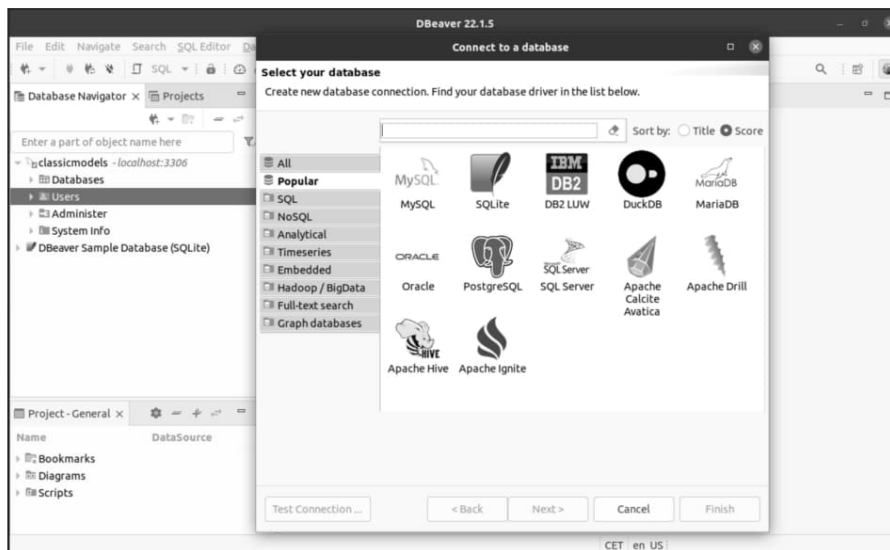 DBeaver 22.1.5
File Edit Navigate Search SQL Editor Da
SQL
Database Navigator Projects
Enter a part of object name here
classicmodels - localhost:3306
Databases
Users
Administer
System Info
DBeaver Sample Database (SQLite)
Project - General
Name DataSource
Bookmarks
Diagrams
Scripts
Connect to a database
Select your database
Create new database connection. Find your database driver in the list below.
Sort by: Title Score
All
Popular
SQL
NoSQL
Analytical
Timeseries
Embedded
Hadoop / BigData
Full-text search
Graph databases
MySQL
IBM
DB2
MariaDB
MySQL SQLite DB2 LUW DuckDB MariaDB
ORACLE
SQL Server
Oracle PostgreSQL SQL Server Apache Calcite Avatica Apache Drill
HIVE
Apache Hive Apache Ignite
Test Connection ... < Back Next > Cancel Finish
CET en US